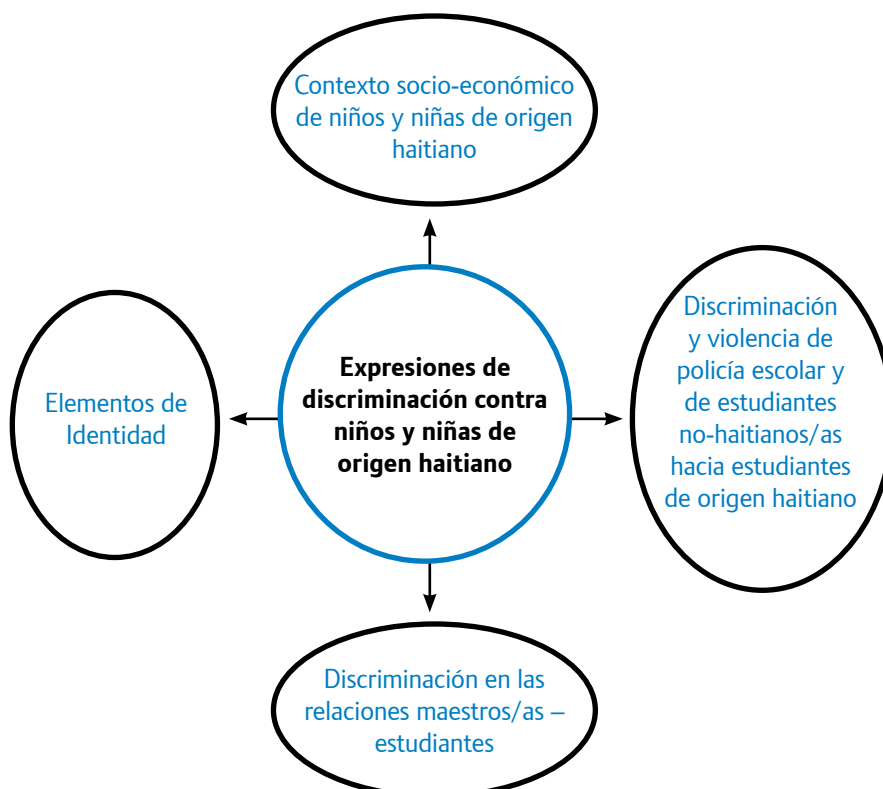 Contexto socio-económico
de niños y niñas de origen
haitiano
Elementos de
Identidad
Expresiones de
discriminación contra
niños y niñas de
origen haitiano
Discriminación
y violencia de
policía escolar y
de estudiantes
no-haitianos/as
hacia estudiantes
de origen haitiano
Discriminación en las
relaciones maestros/as –
estudiantes